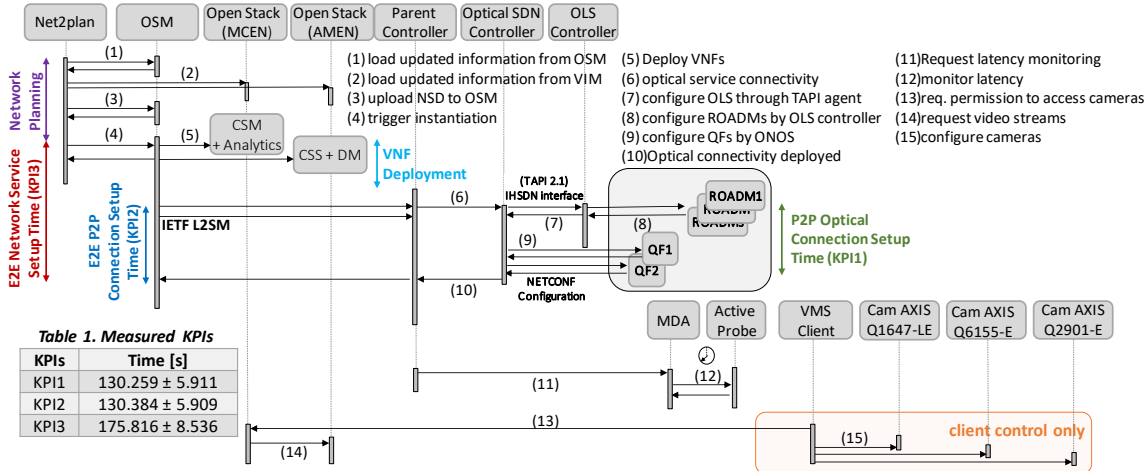 Net2plan
OSM
Open Stack
(MCEN)
Open Stack
(AMEN)
Parent
Controller
Optical SDN
Controller
OLS
Controller
(1) load updated information from OSM
(2) load updated information from VIM
(3) upload NSD to OSM
(4) trigger instantiation
(5) Deploy VNFs
(6) optical service connectivity
(7) configure OLS through TAPI agent
(8) configure ROADMs by OLS controller
(9) configure QFs by ONOS
(10)Optical connectivity deployed
(11)Request latency monitoring
(12)monitor latency
(13)req. permission to access cameras
(14)request video streams
(15)configure cameras
Network
Planning
(1)
(2)
(3)
(4)
(5)
CSM
+ Analytics
CSS + DM
VNF
Deployment
E2E Network Service
Setup Time (KPI3)
E2E P2P
Connection Setup
Time (KPI2)
IETF L2SM
(6)
(TAPI 2.1)
IHSDN interface
(7)
(8)
(9)
(10)
NETCONF
Configuration
ROADM1
ROADM
QF1
QF2
P2P Optical
Connection Setup
Time (KPI1)
MDA
Active
Probe
VMS
Client
Cam AXIS
Q1647-LE
Cam AXIS
Q6155-E
Cam AXIS
Q2901-E
Table 1. Measured KPIs
KPIs Time [s]
KPI1 130.259 ± 5.911
KPI2 130.384 ± 5.909
KPI3 175.816 ± 8.536
(11)
(12)
(13)
(14)
(15)
client control only